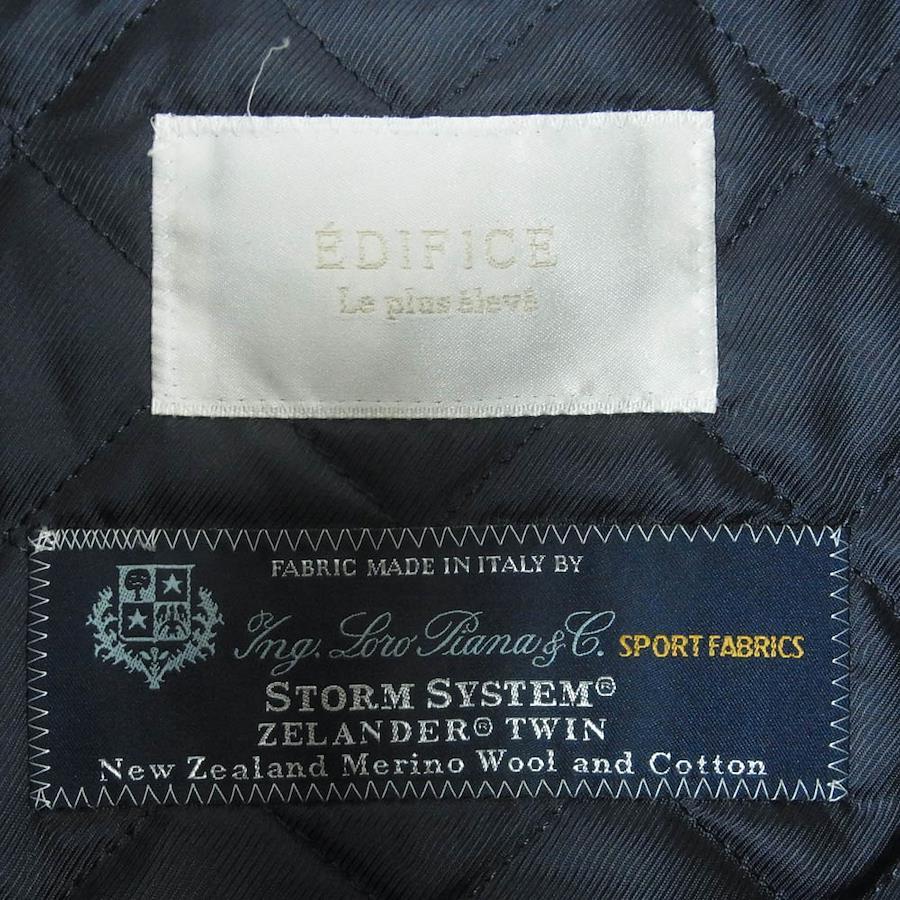 ÉDIFICE
Le plus élevé
FABRIC MADE IN ITALY BY
Ing. Loro Piana & C. SPORT FABRICS
STORM SYSTEM®
ZELANDER® TWIN
New Zealand Merino Wool and Cotton